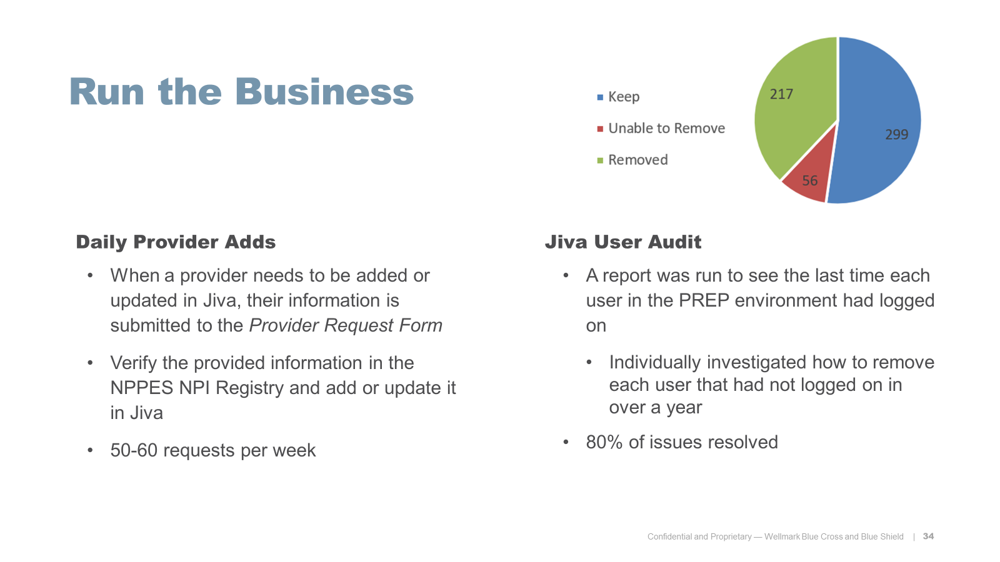 Run the Business
Keep
Unable to Remove
Removed
217
299
56
Daily Provider Adds
• When a provider needs to be added or
updated in Jiva, their information is
submitted to the Provider Request Form
• Verify the provided information in the
NPPES NPI Registry and add or update it
in Jiva
• 50-60 requests per week
Jiva User Audit
• A report was run to see the last time each
user in the PREP environment had logged
on
• Individually investigated how to remove
each user that had not logged on in
over a year
• 80% of issues resolved
Confidential and Proprietary — Wellmark Blue Cross and Blue Shield | 34